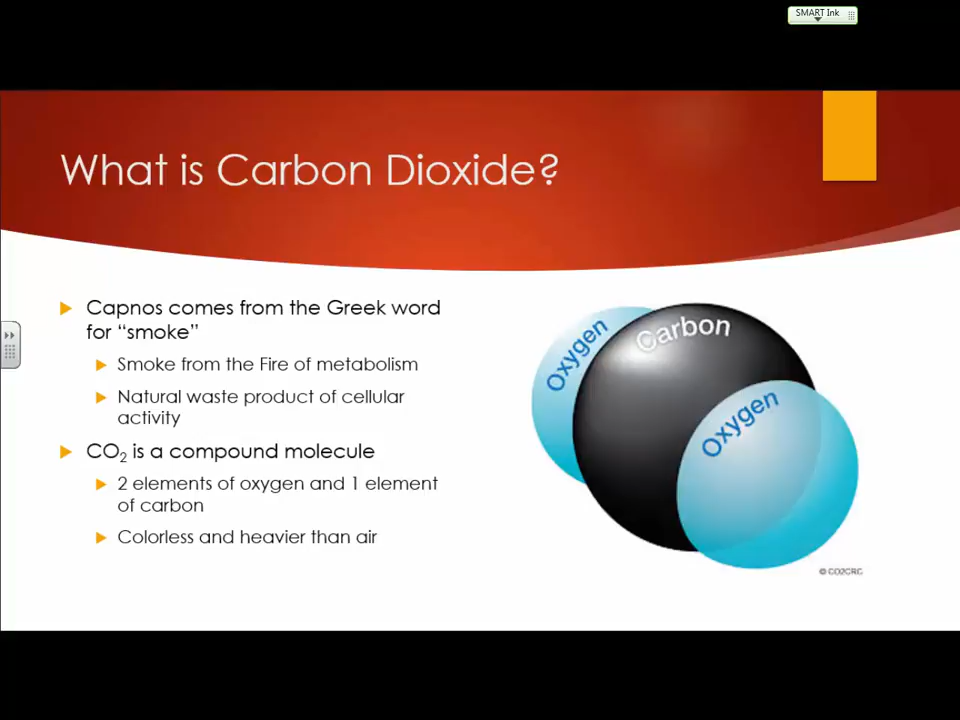 SMART Ink
What is Carbon Dioxide?
Capnos comes from the Greek word
for “smoke”
Smoke from the Fire of metabolism
Natural waste product of cellular
activity
CO₂ is a compound molecule
2 elements of oxygen and 1 element
of carbon
Colorless and heavier than air
Oxygen
Carbon
Oxygen
© CO2CRC